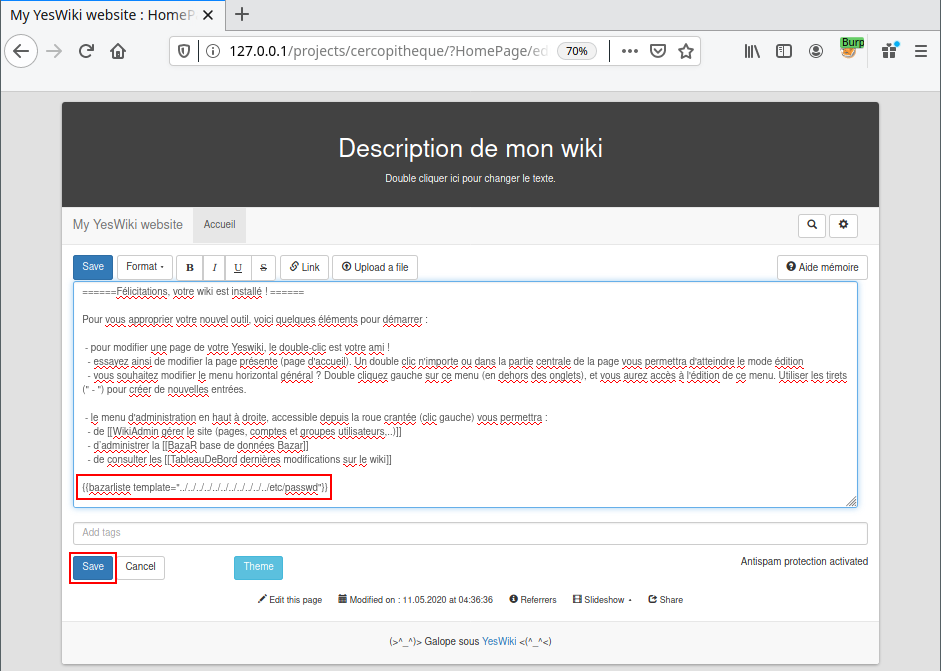 My YesWiki website : HomeP
127.0.0.1/projects/cercopitheque/?HomePage/ed 70%
Burp
Description de mon wiki
Double cliquer ici pour changer le texte.
My YesWiki website Accueil
Save Format B I U S Link Upload a file Aide mémoire
======Félicitations, votre wiki est installé ! ======
Pour vous approprier votre nouvel outil, voici quelques éléments pour démarrer :
- pour modifier une page de votre Yeswiki, le double-clic est votre ami !
- essayez ainsi de modifier la page présente (page d'accueil). Un double clic n'importe ou dans la partie centrale de la page vous permettra d'atteindre le mode édition
- vous souhaitez modifier le menu horizontal général ? Double cliquez gauche sur ce menu (en dehors des onglets), et vous aurez accès à l'édition de ce menu. Utiliser les tirets
(" - ") pour créer de nouvelles entrées.
- le menu d'administration en haut à droite, accessible depuis la roue crantée (clic gauche) vous permettra :
- de [[WikiAdmin gérer le site (pages, comptes et groupes utilisateurs...)]]
- d'administrer la [[BazaR base de données Bazar]]
- de consulter les [[TableauDeBord dernières modifications sur le wiki]]
{{bazarliste template="../../../../../../../../../../../etc/passwd"}}
Add tags
Save Cancel Theme Antispam protection activated
Edit this page Modified on : 11.05.2020 at 04:36:36 Referrers Slideshow Share
(>^_^)> Galope sous YesWiki <(^_^<)